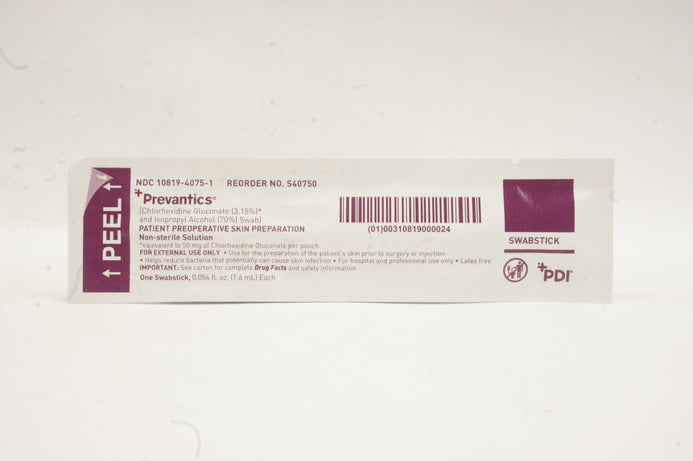 ↑ PEEL ↑
NDC 10819-4075-1 REORDER NO. S40750
Prevantics®
(Chlorhexidine Gluconate (3.15%)*
and Isopropyl Alcohol (70%) Swab)
PATIENT PREOPERATIVE SKIN PREPARATION
Non-sterile Solution
*equivalent to 50 mg of Chlorhexidine Gluconate per pouch
FOR EXTERNAL USE ONLY • Use for the preparation of the patient's skin prior to surgery or injection
• Helps reduce bacteria that potentially can cause skin infection • For hospital and professional use only • Latex free
IMPORTANT: See carton for complete Drug Facts and safety information.
One Swabstick, 0.054 fl. oz. (1.6 mL) Each
(01)00310819000024
SWABSTICK
PDI®